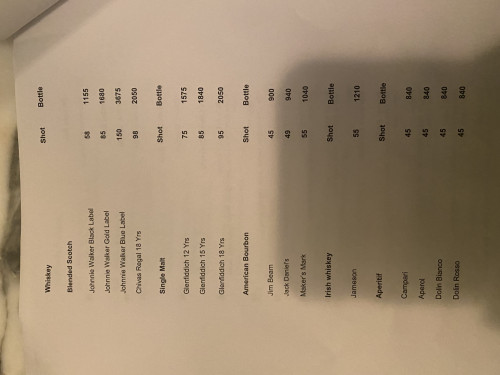 Whiskey Shot Bottle
Blended Scotch
Johnnie Walker Black Label 58 1155
Johnnie Walker Gold Label 85 1680
Johnnie Walker Blue Label 150 3675
Chivas Regal 18 Yrs 98 2050
Single Malt Shot Bottle
Glenfiddich 12 Yrs 75 1575
Glenfiddich 15 Yrs 85 1840
Glenfiddich 18 Yrs 95 2050
American Bourbon Shot Bottle
Jim Beam 45 900
Jack Daniel's 49 940
Maker's Mark 55 1040
Irish whiskey Shot Bottle
Jameson 55 1210
Aperitif Shot Bottle
Campari 45 840
Aperol 45 840
Dolin Blanco 45 840
Dolin Rosso 45 840